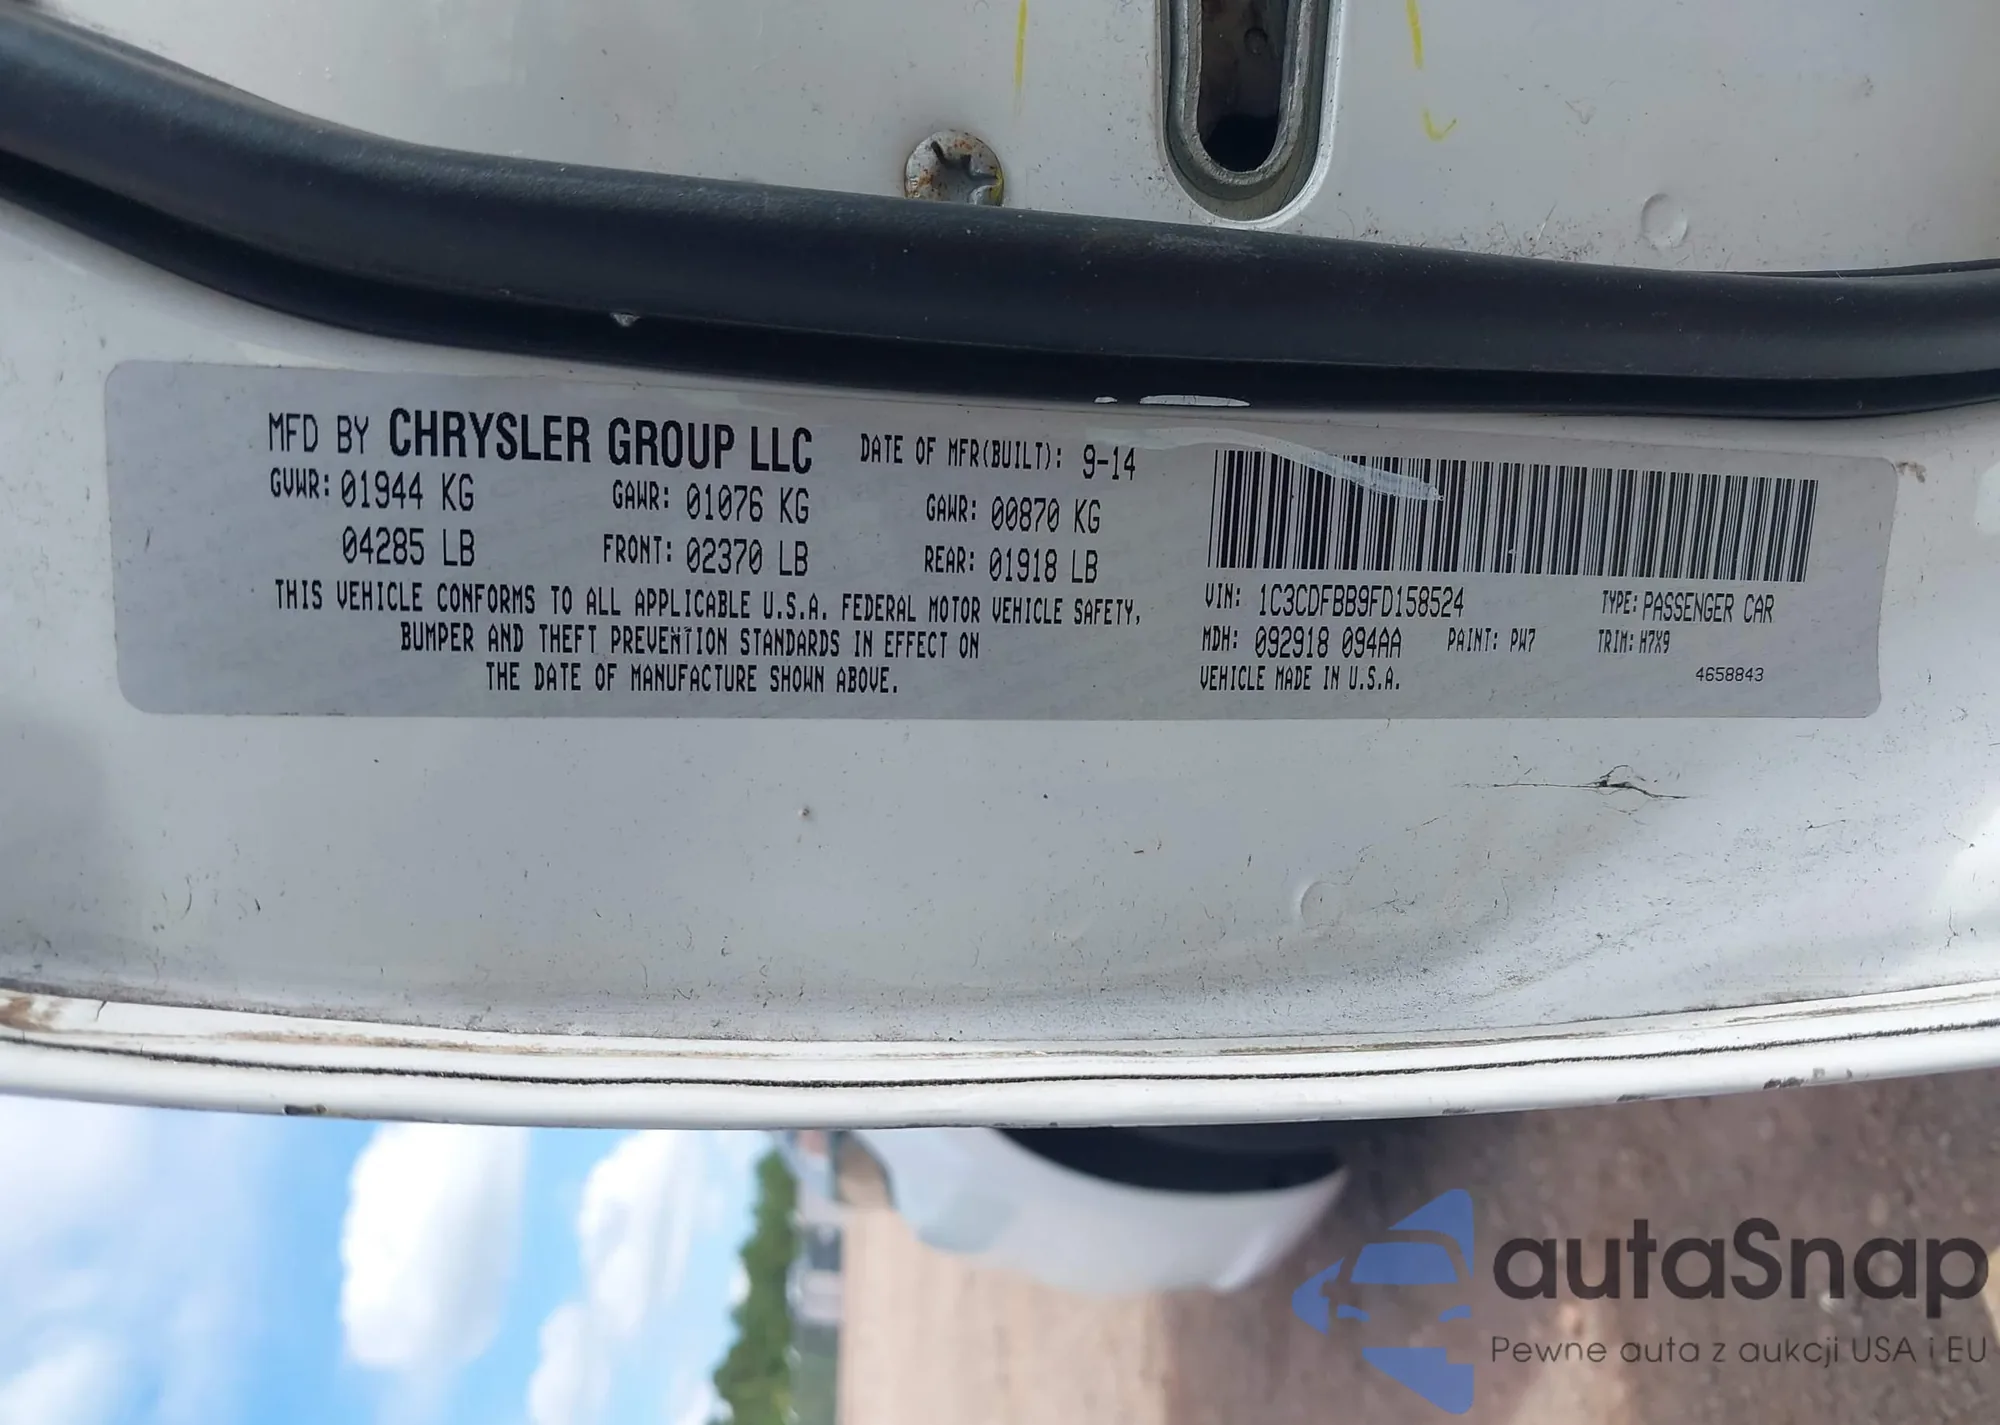 MFD BY CHRYSLER GROUP LLC DATE OF MFR(BUILT): 9-14
GVWR: 01944 KG GAWR: 01076 KG GAWR: 00870 KG
04285 LB FRONT: 02370 LB REAR: 01918 LB
THIS VEHICLE CONFORMS TO ALL APPLICABLE U.S.A. FEDERAL MOTOR VEHICLE SAFETY,
BUMPER AND THEFT PREVENTION STANDARDS IN EFFECT ON
THE DATE OF MANUFACTURE SHOWN ABOVE.
VIN: 1C3CDFBB9FD158524 TYPE: PASSENGER CAR
MDH: 092918 094AA PAINT: PW7 TRIM: H7X9
VEHICLE MADE IN U.S.A. 4658843
autaSnap
Pewne auta z aukcji USA i EU